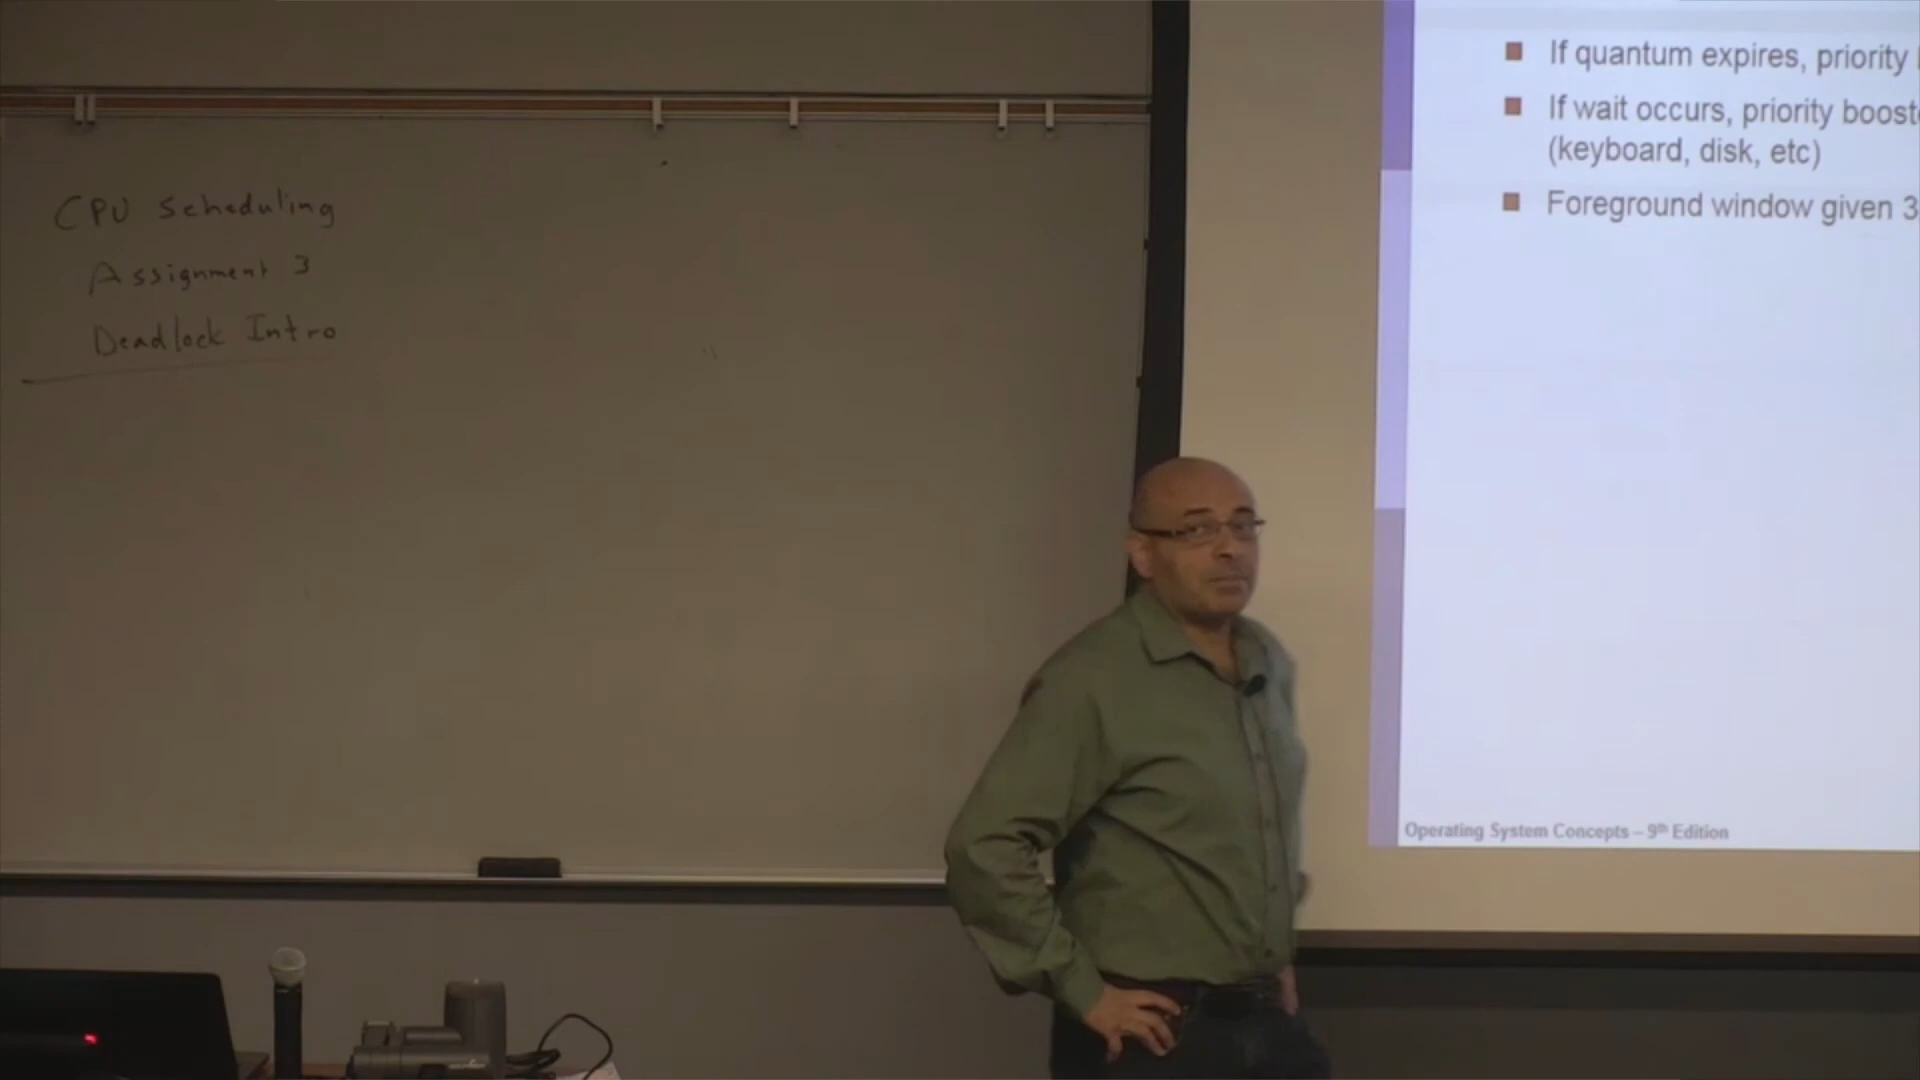 CPU Scheduling
Assignment 3
Deadlock Intro
If quantum expires, priority
If wait occurs, priority boost
(keyboard, disk, etc)
Foreground window given 3
Operating System Concepts – 9th Edition